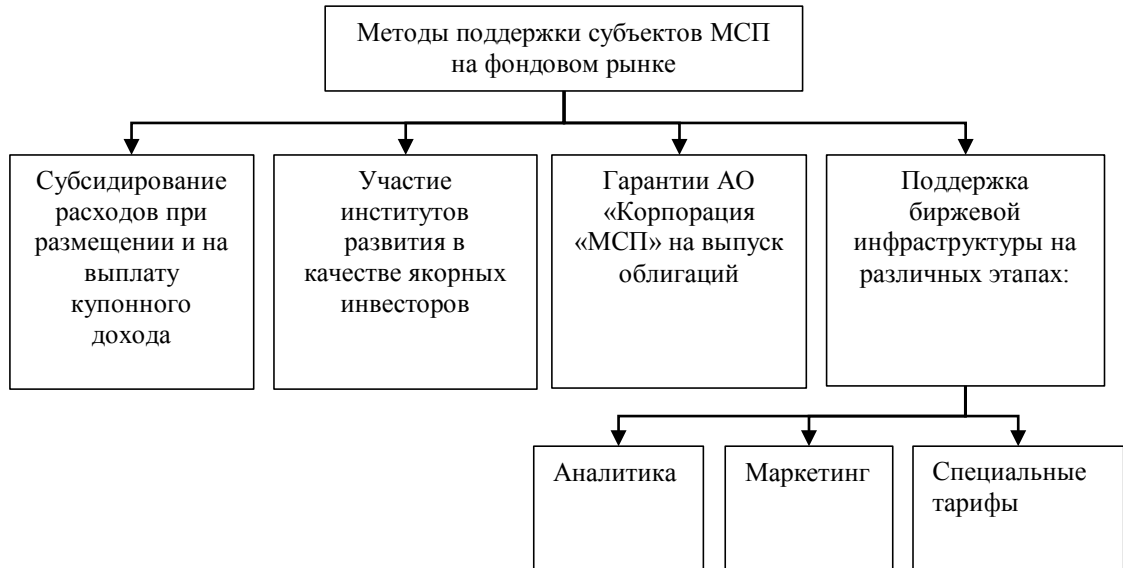 Методы поддержки субъектов МСП
на фондовом рынке
Субсидирование
расходов при
размещении и на
выплату
купонного
дохода
Участие
институтов
развития в
качестве якорных
инвесторов
Гарантии АО
«Корпорация
«МСП» на выпуск
облигаций
Поддержка
биржевой
инфраструктуры на
различных этапах:
Аналитика
Маркетинг
Специальные
тарифы